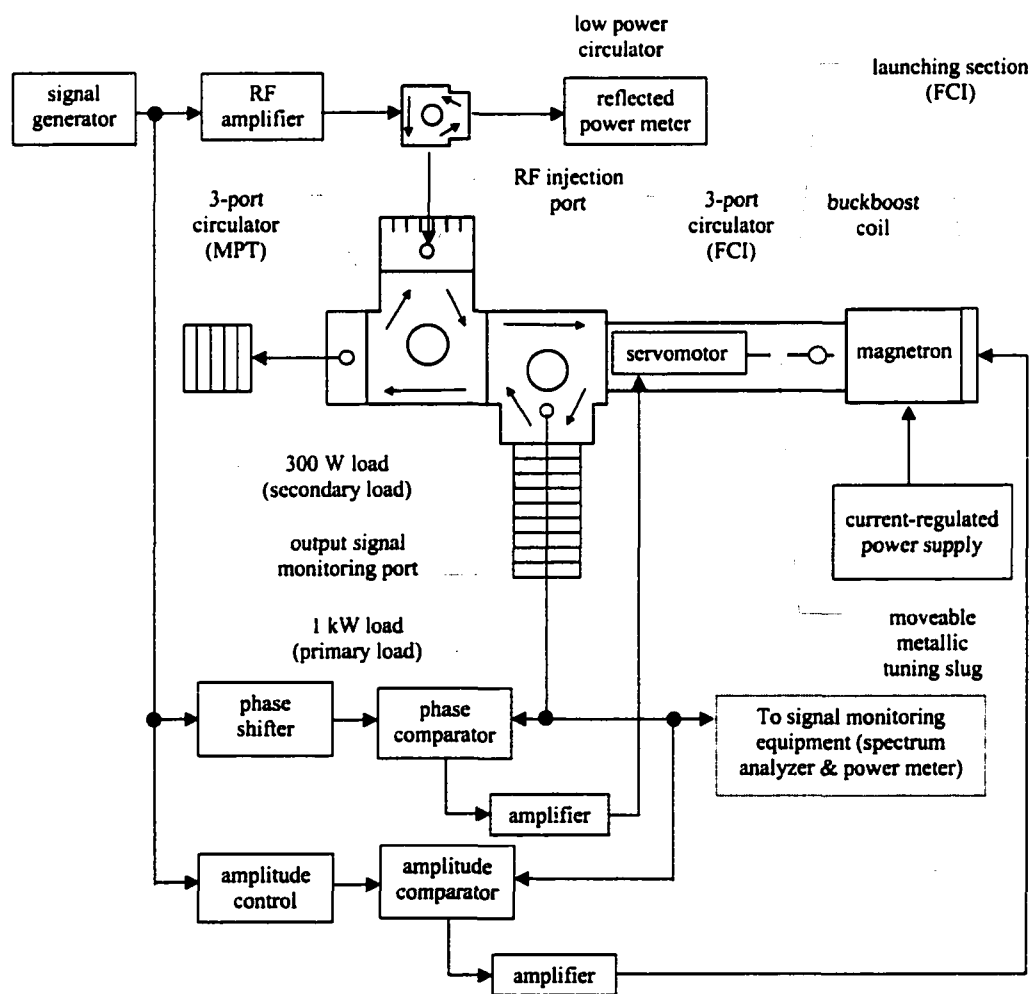 low power
circulator
launching section
(FCI)
signal
generator
RF
amplifier
reflected
power meter
3-port
circulator
(MPT)
RF injection
port
3-port
circulator
(FCI)
buckboost
coil
servomotor
magnetron
300 W load
(secondary load)
output signal
monitoring port
1 kW load
(primary load)
current-regulated
power supply
moveable
metallic
tuning slug
phase
shifter
phase
comparator
To signal monitoring
equipment (spectrum
analyzer & power meter)
amplifier
amplitude
control
amplitude
comparator
amplifier